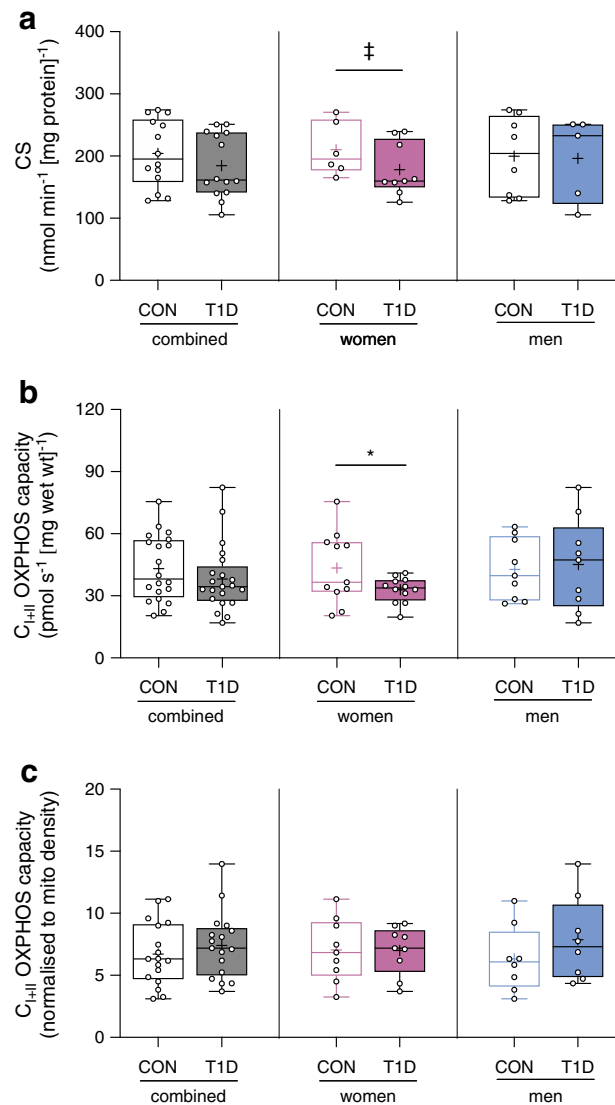 a
CS
(nmol min⁻¹ [mg protein]⁻¹)
400
300
200
100
0
‡
CON T1D CON T1D CON T1D
combined women men
b
C_I+II OXPHOS capacity
(pmol s⁻¹ [mg wet wt]⁻¹)
120
90
60
30
0
*
CON T1D CON T1D CON T1D
combined women men
c
C_I+II OXPHOS capacity
(normalised to mito density)
20
15
10
5
0
CON T1D CON T1D CON T1D
combined women men